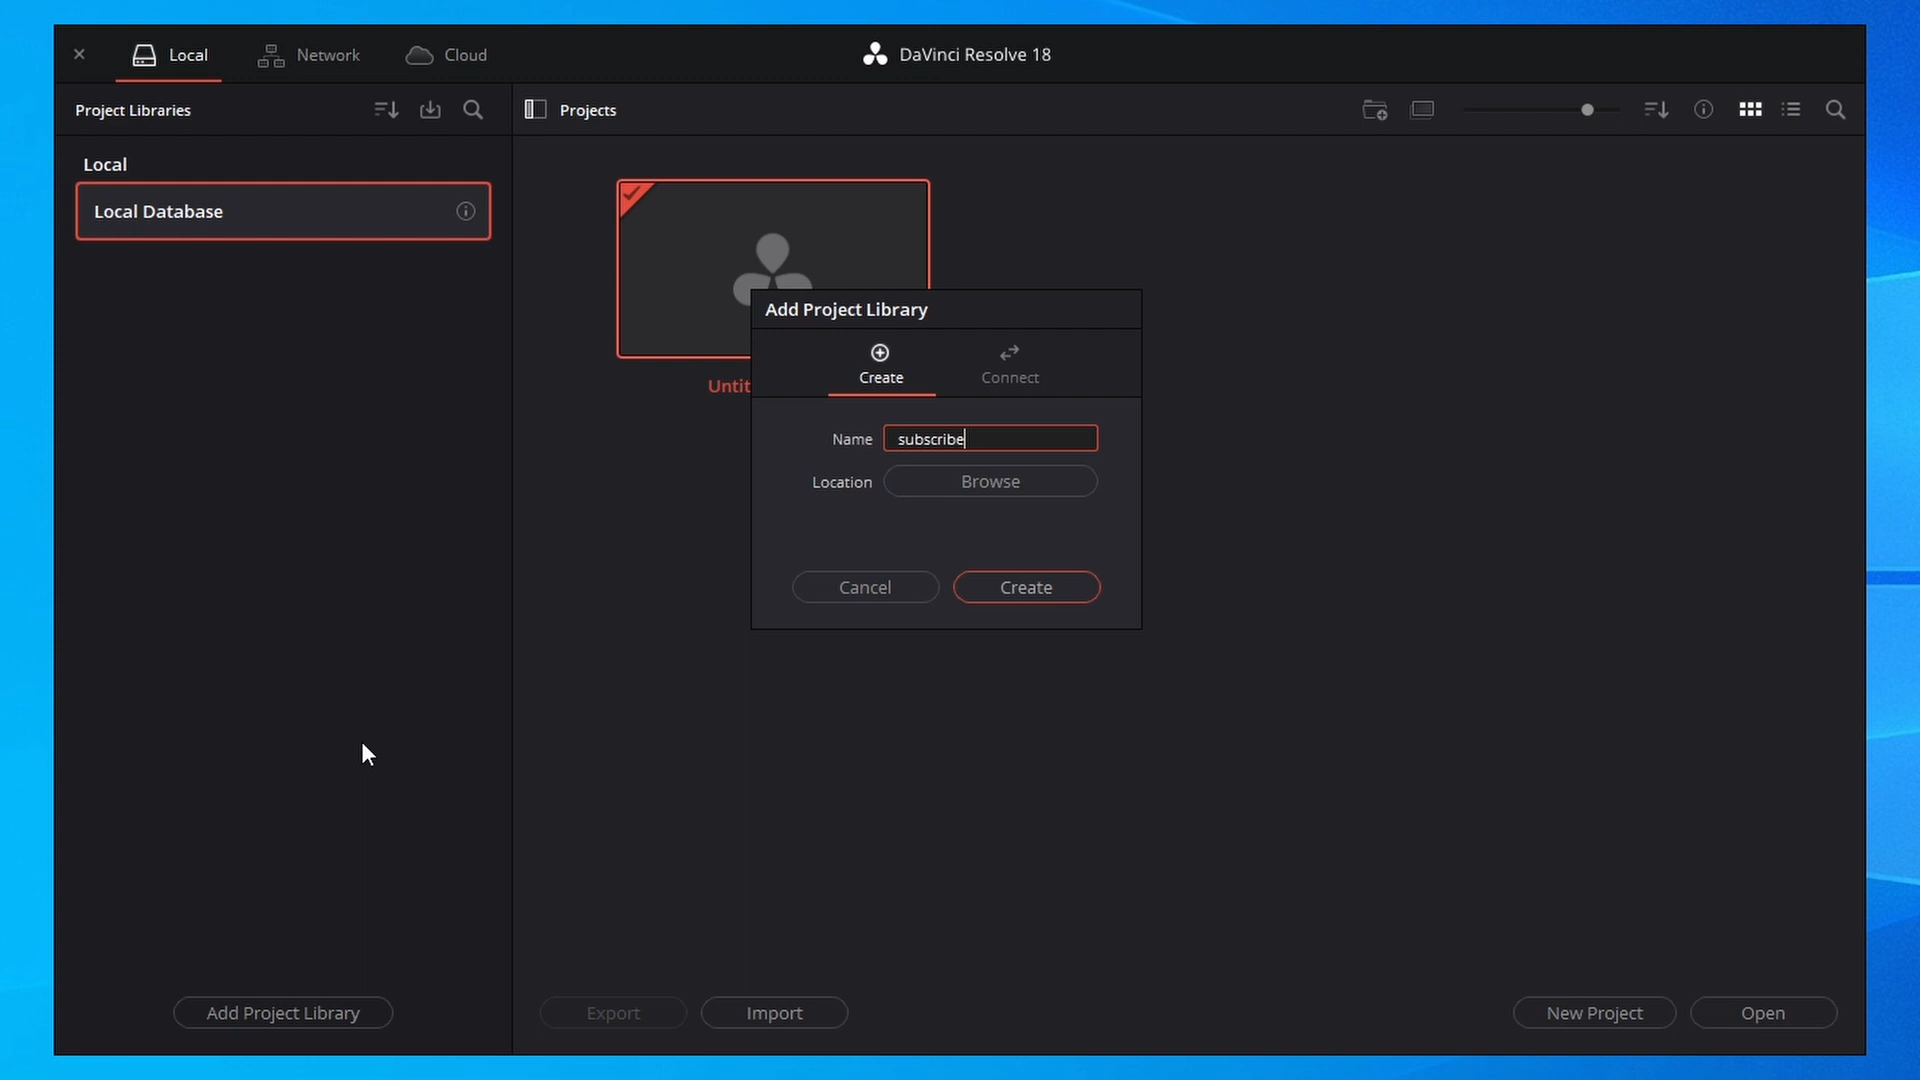 Local
Network
Cloud
DaVinci Resolve 18
Project Libraries
Projects
Local
Local Database
Untit
Add Project Library
Create
Connect
Name
subscribe
Location
Browse
Cancel
Create
Add Project Library
Export
Import
New Project
Open